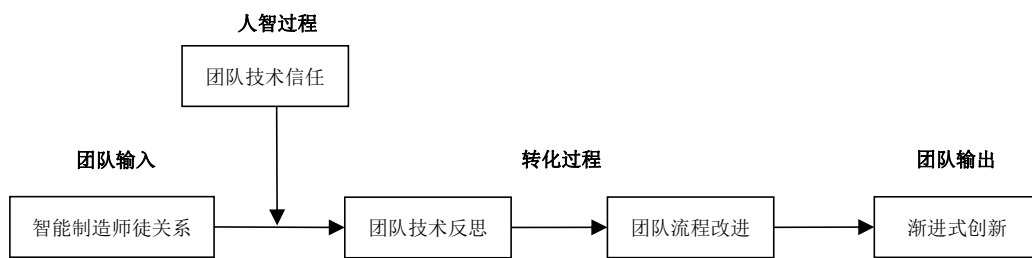 人智过程
团队技术信任
团队输入
转化过程
团队输出
智能制造师徒关系
团队技术反思
团队流程改进
渐进式创新